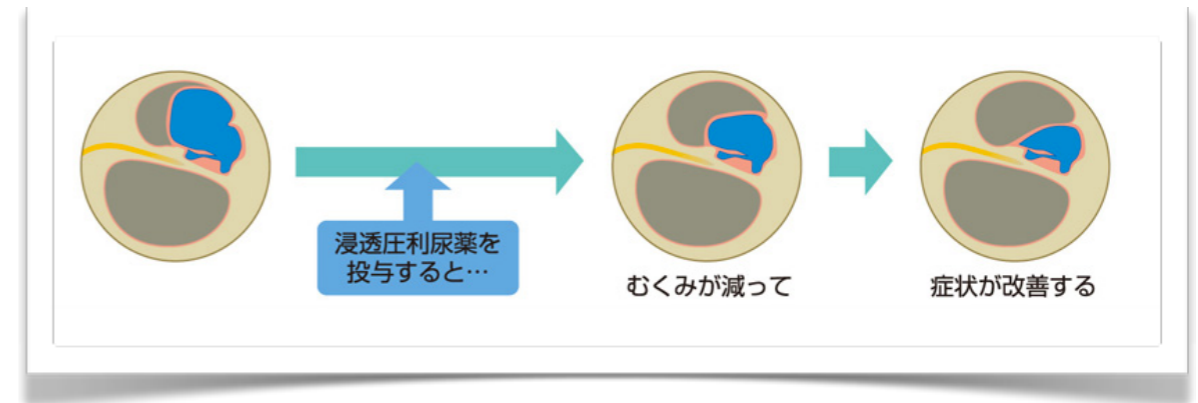 浸透圧利尿薬を
投与すると…
むくみが減って
症状が改善する